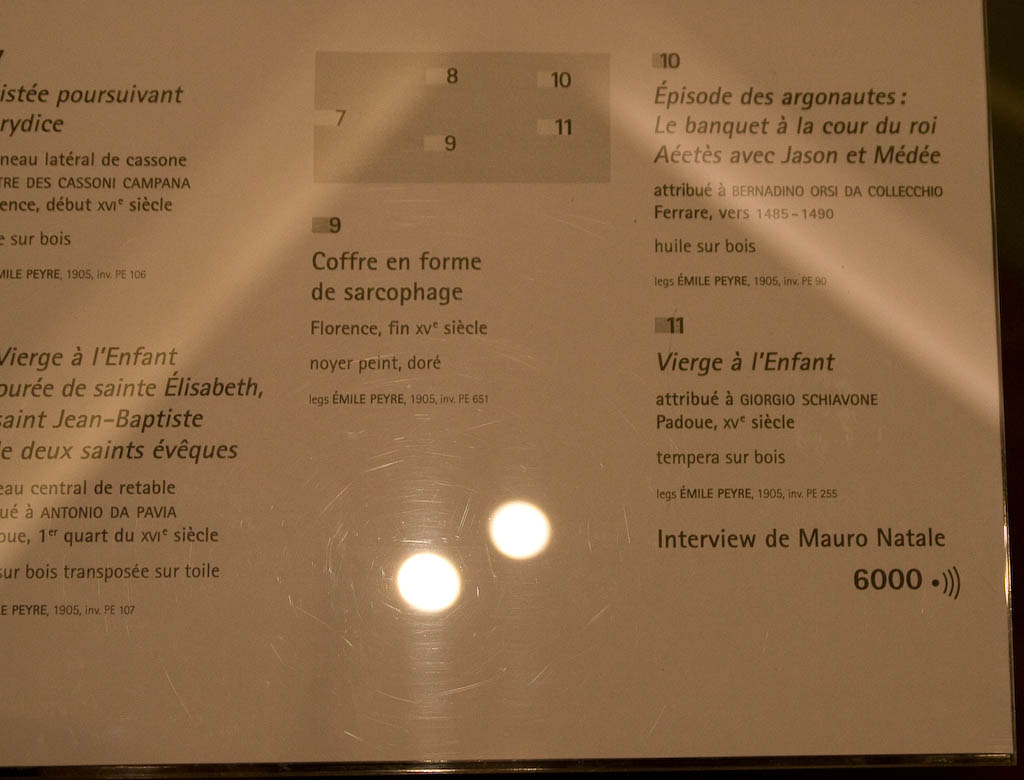 7
istée poursuivant
rydice
neau latéral de cassone
TRE DES CASSONI CAMPANA
ence, début XVIe siècle
e sur bois
MILE PEYRE, 1905, inv. PE 106
Vierge à l'Enfant
ourée de sainte Élisabeth,
saint Jean-Baptiste
le deux saints évêques
eau central de retable
ué à ANTONIO DA PAVIA
oue, 1er quart du XVIe siècle
sur bois transposée sur toile
LE PEYRE, 1905, inv. PE 107
7
8
9
10
11
9
Coffre en forme
de sarcophage
Florence, fin XVe siècle
noyer peint, doré
legs ÉMILE PEYRE, 1905, inv. PE 651
10
Épisode des argonautes :
Le banquet à la cour du roi
Aéetès avec Jason et Médée
attribué à BERNADINO ORSI DA COLLECCHIO
Ferrare, vers 1485-1490
huile sur bois
legs ÉMILE PEYRE, 1905, inv. PE 90
11
Vierge à l'Enfant
attribué à GIORGIO SCHIAVONE
Padoue, XVe siècle
tempera sur bois
legs ÉMILE PEYRE, 1905, inv. PE 255
Interview de Mauro Natale
6000